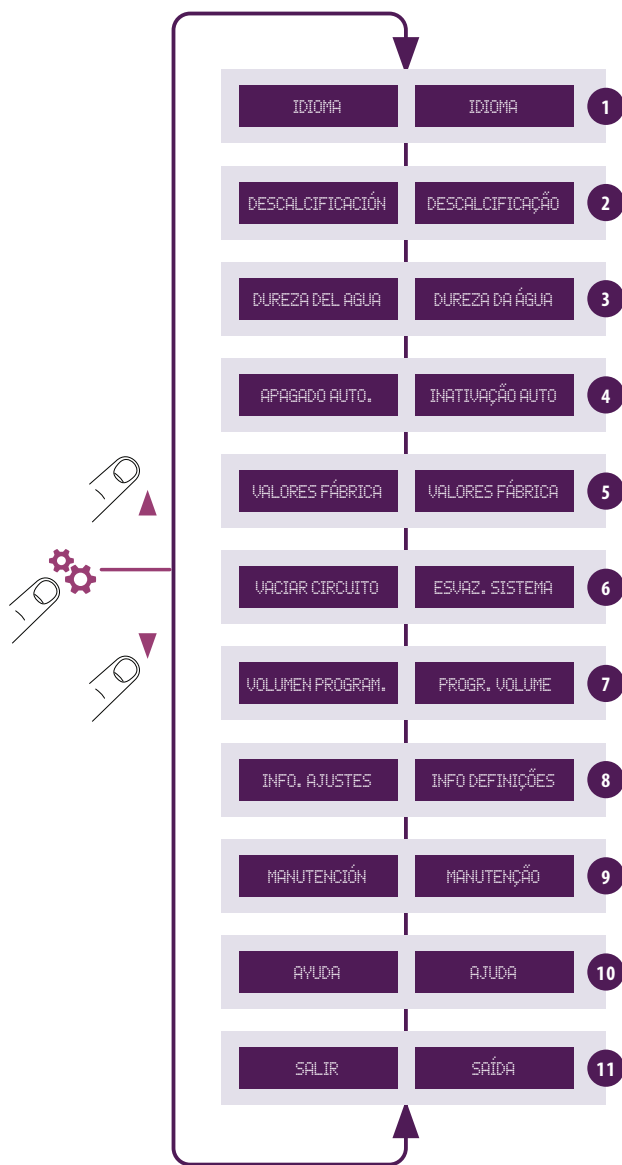 IDIOMA IDIOMA 1
DESCALCIFICACIÓN DESCALCIFICAÇÃO 2
DUREZA DEL AGUA DUREZA DA ÁGUA 3
APAGADO AUTO. INATIVAÇÃO AUTO 4
VALORES FÁBRICA VALORES FÁBRICA 5
VACIAR CIRCUITO ESVAZ. SISTEMA 6
VOLUMEN PROGRAM. PROGR. VOLUME 7
INFO. AJUSTES INFO DEFINIÇÕES 8
MANUTENCIÓN MANUTENÇÃO 9
AYUDA AJUDA 10
SALIR SAÍDA 11